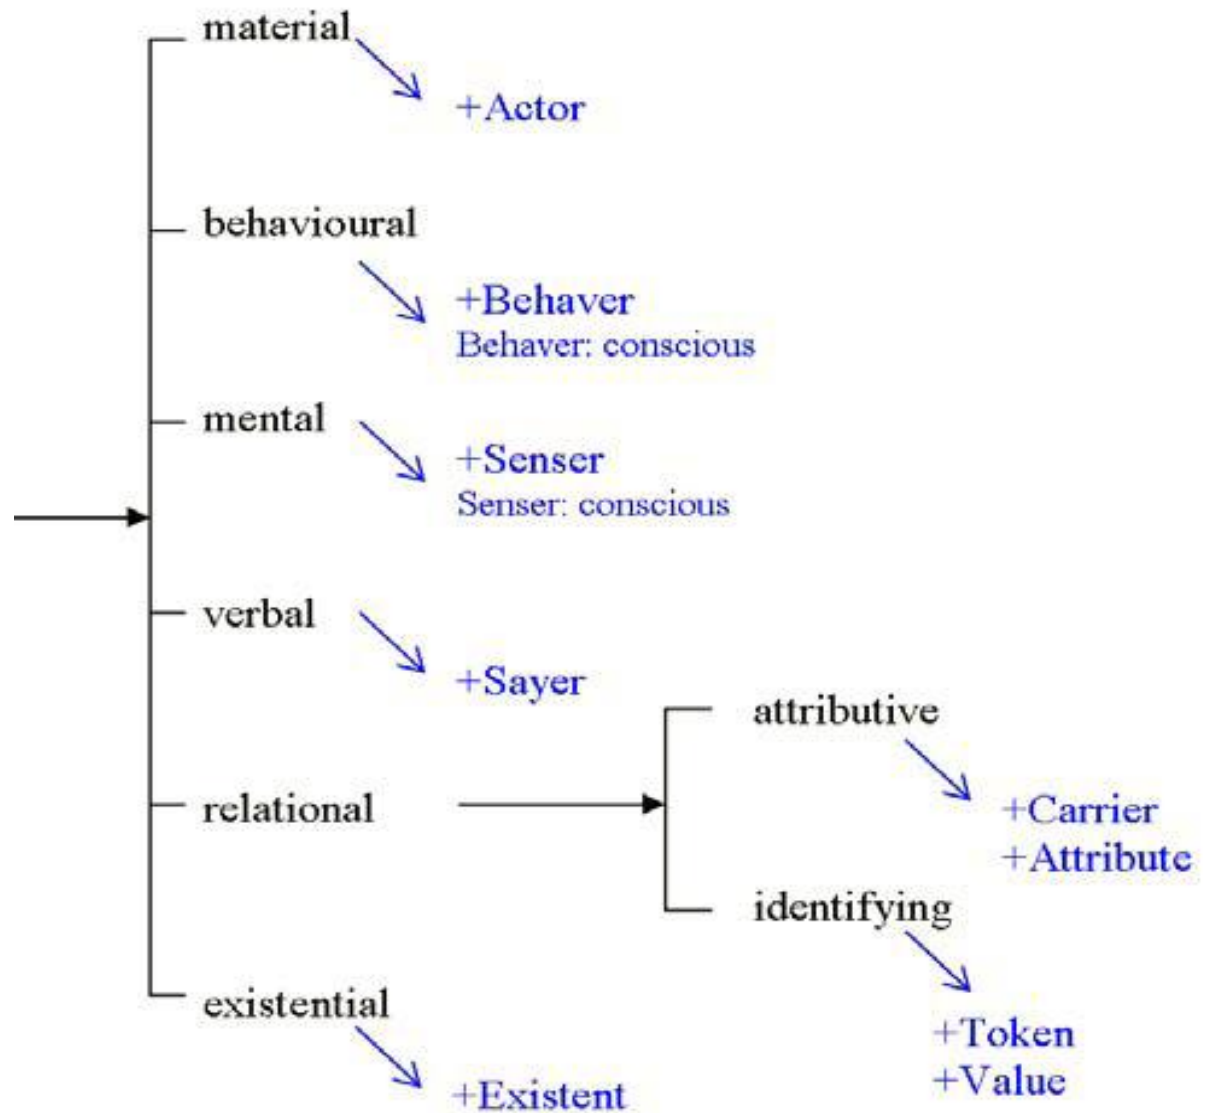 material
+Actor
behavioural
+Behaver
Behaver: conscious
mental
+Senser
Senser: conscious
verbal
+Sayer
attributive
relational
+Carrier
+Attribute
identifying
existential
+Token
+Value
+Existent